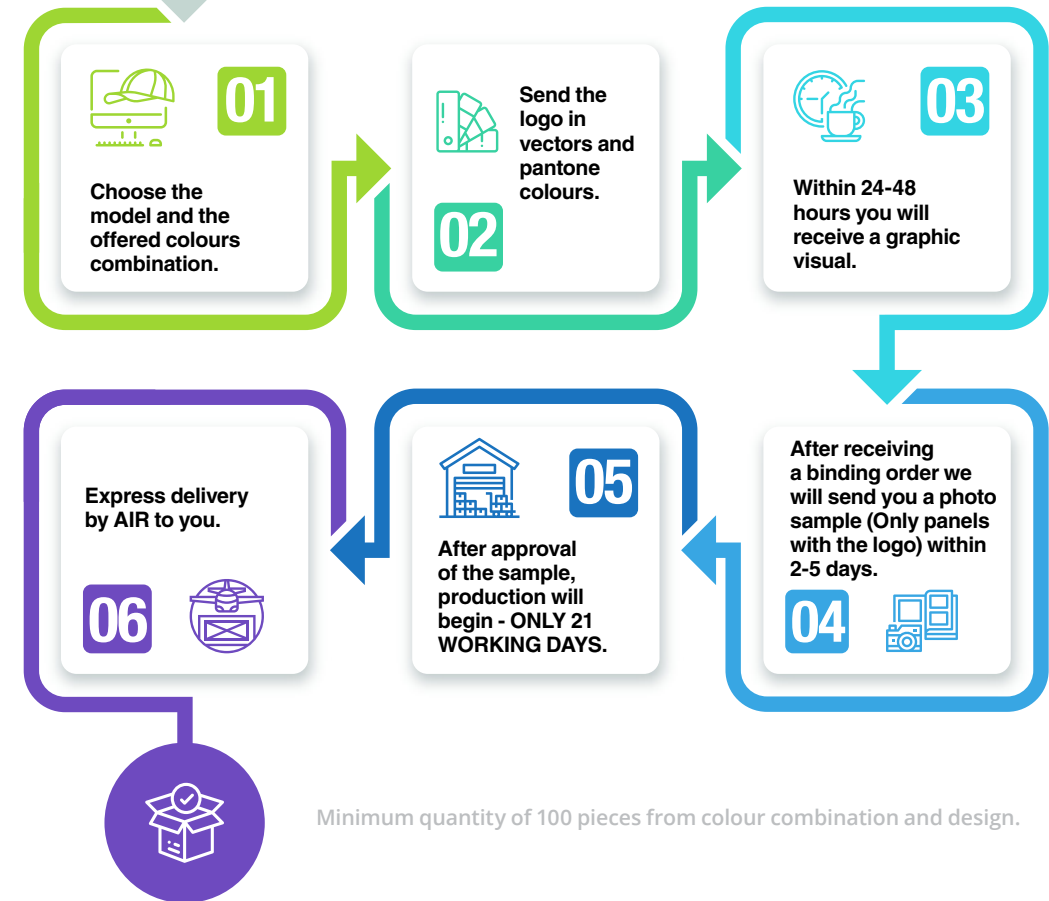 01
Choose the
model and the
offered colours
combination.
Send the
logo in
vectors and
pantone
colours.
02
03
Within 24-48
hours you will
receive a graphic
visual.
After receiving
a binding order we
will send you a photo
sample (Only panels
with the logo) within
2-5 days.
04
05
After approval
of the sample,
production will
begin - ONLY 21
WORKING DAYS.
Express delivery
by AIR to you.
06
Minimum quantity of 100 pieces from colour combination and design.